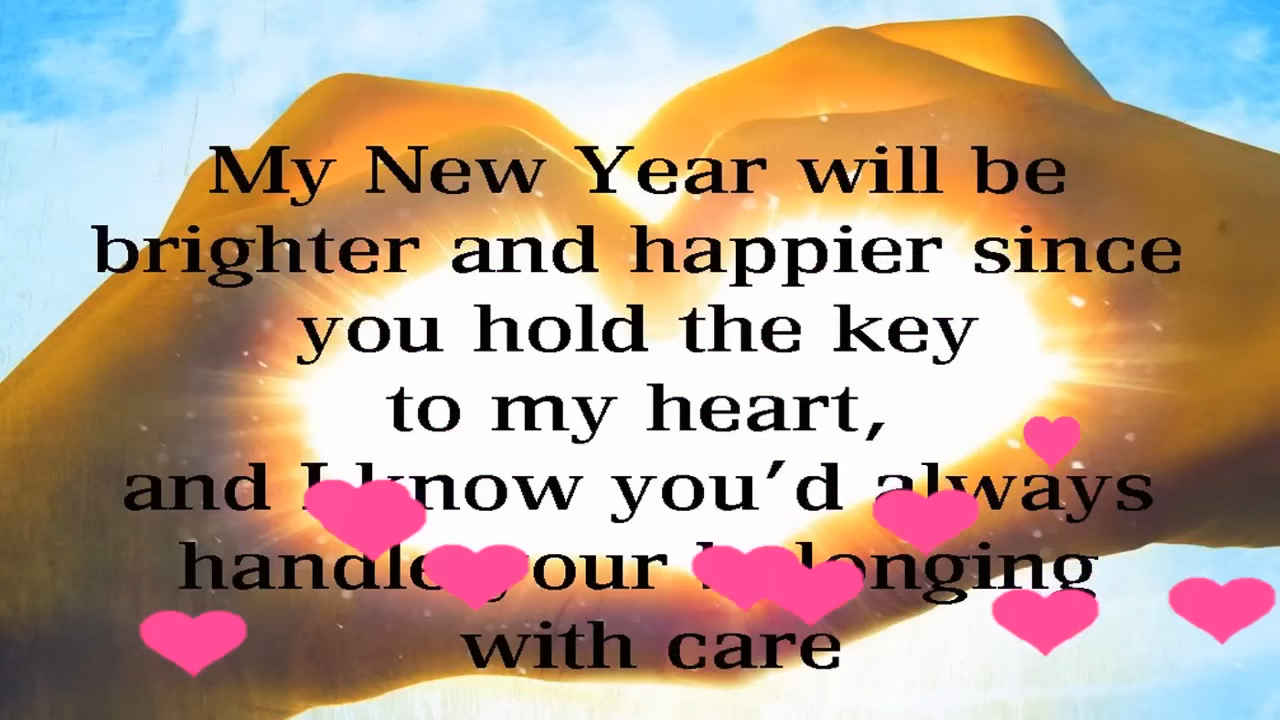 My New Year will be
brighter and happier since
you hold the key
to my heart,
and I know you'd always
handle your belonging
with care